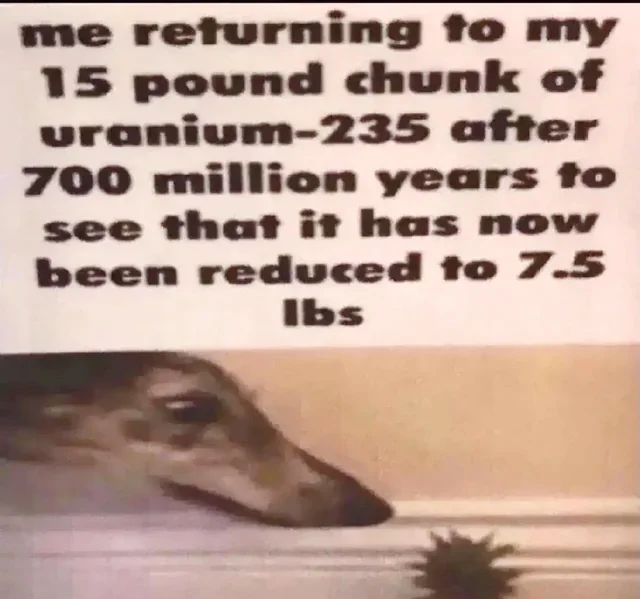 me returning to my
15 pound chunk of
uranium-235 after
700 million years to
see that it has now
been reduced to 7.5
lbs